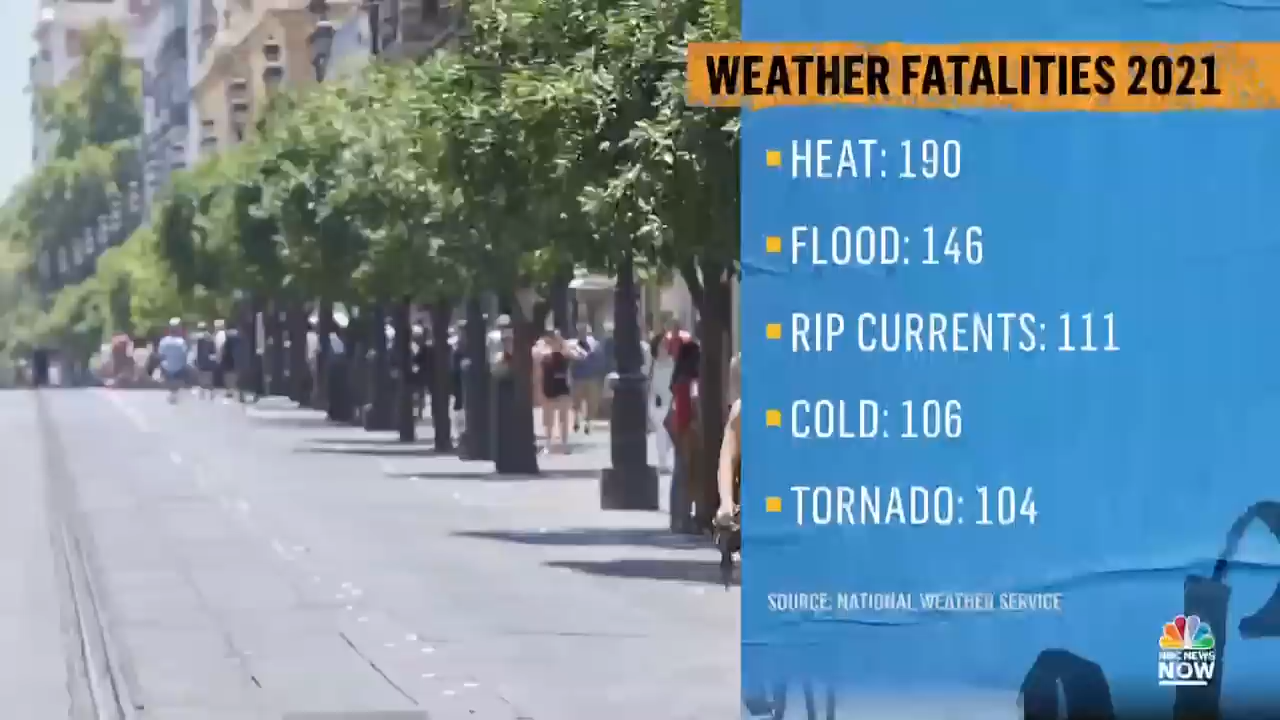 WEATHER FATALITIES 2021
HEAT: 190
FLOOD: 146
RIP CURRENTS: 111
COLD: 106
TORNADO: 104
SOURCE: NATIONAL WEATHER SERVICE
NBC NEWS
NOW